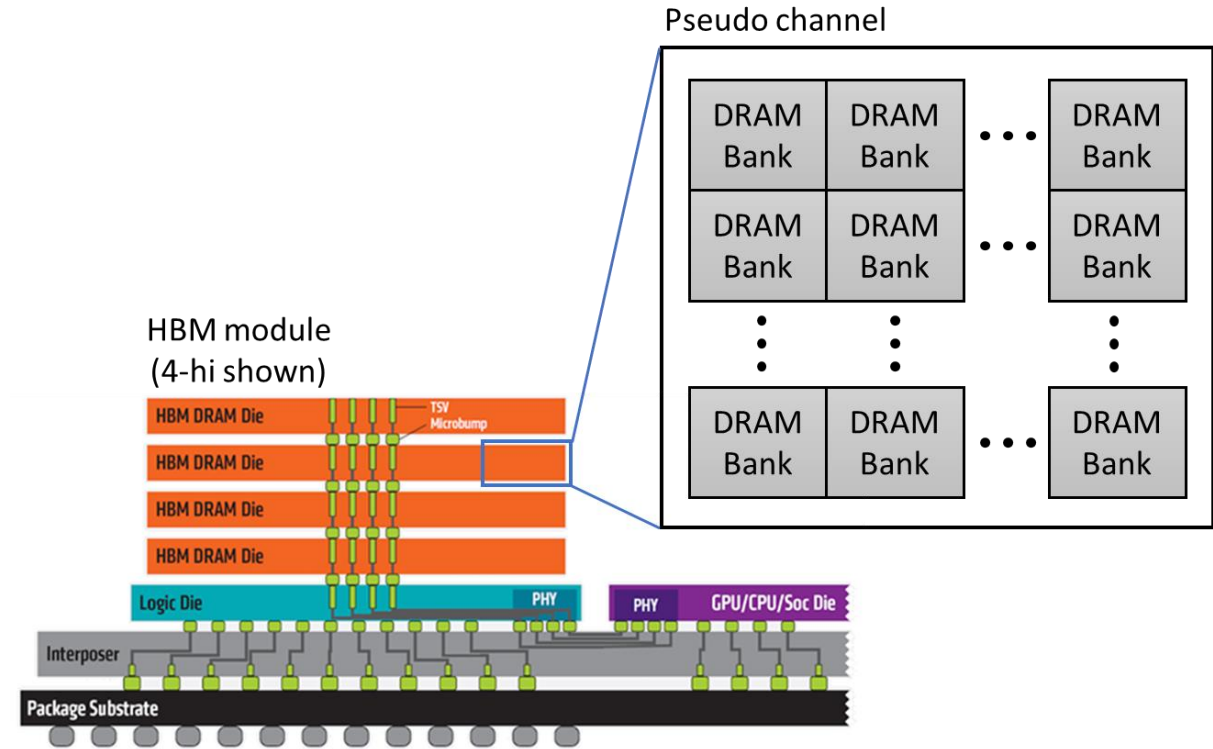 Pseudo channel
DRAM Bank
DRAM Bank
DRAM Bank
DRAM Bank
DRAM Bank
DRAM Bank
DRAM Bank
DRAM Bank
DRAM Bank
HBM module
(4-hi shown)
HBM DRAM Die
TSV
Microbump
HBM DRAM Die
HBM DRAM Die
HBM DRAM Die
Logic Die
PHY
PHY
GPU/CPU/Soc Die
Interposer
Package Substrate